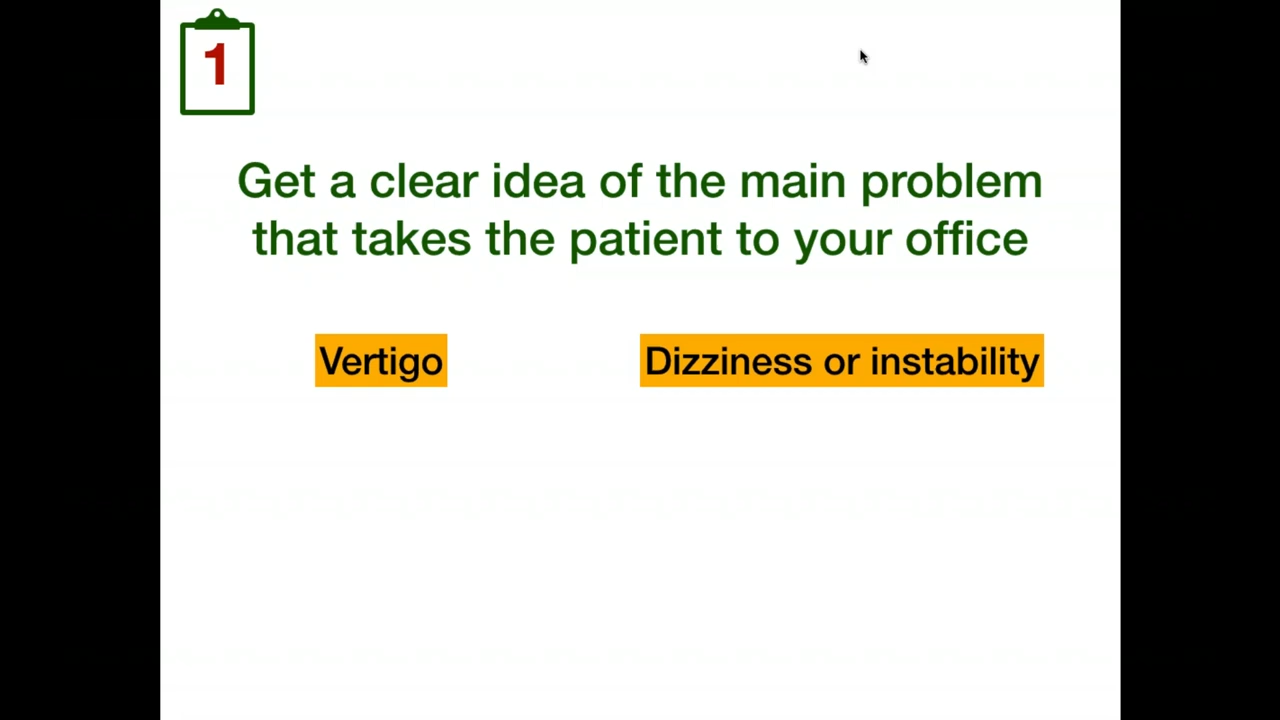 1
Get a clear idea of the main problem
that takes the patient to your office
Vertigo
Dizziness or instability